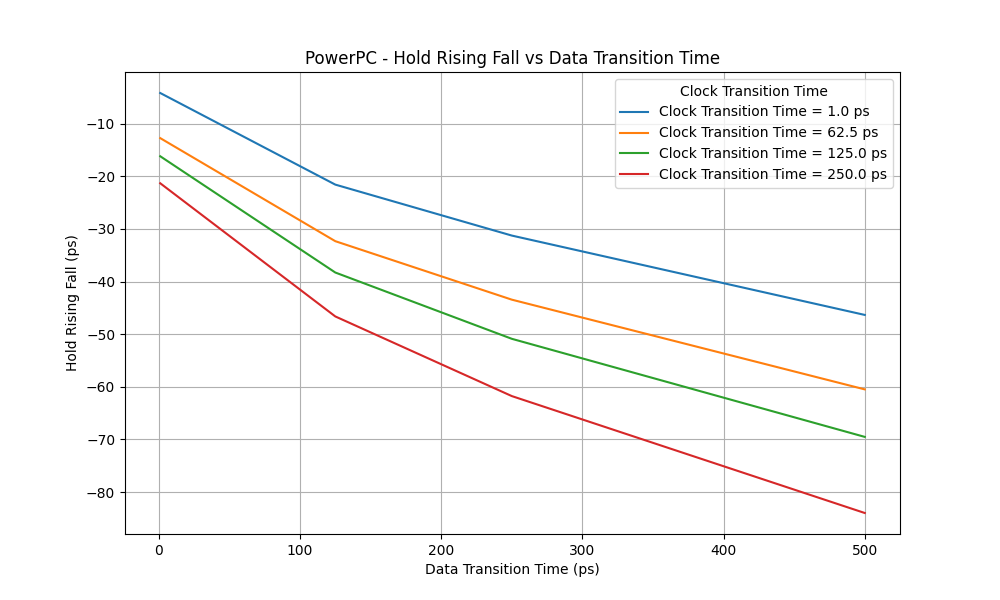 PowerPC - Hold Rising Fall vs Data Transition Time
Clock Transition Time
Clock Transition Time = 1.0 ps
Clock Transition Time = 62.5 ps
Clock Transition Time = 125.0 ps
Clock Transition Time = 250.0 ps
Hold Rising Fall (ps)
−10
−20
−30
−40
−50
−60
−70
−80
0 100 200 300 400 500
Data Transition Time (ps)